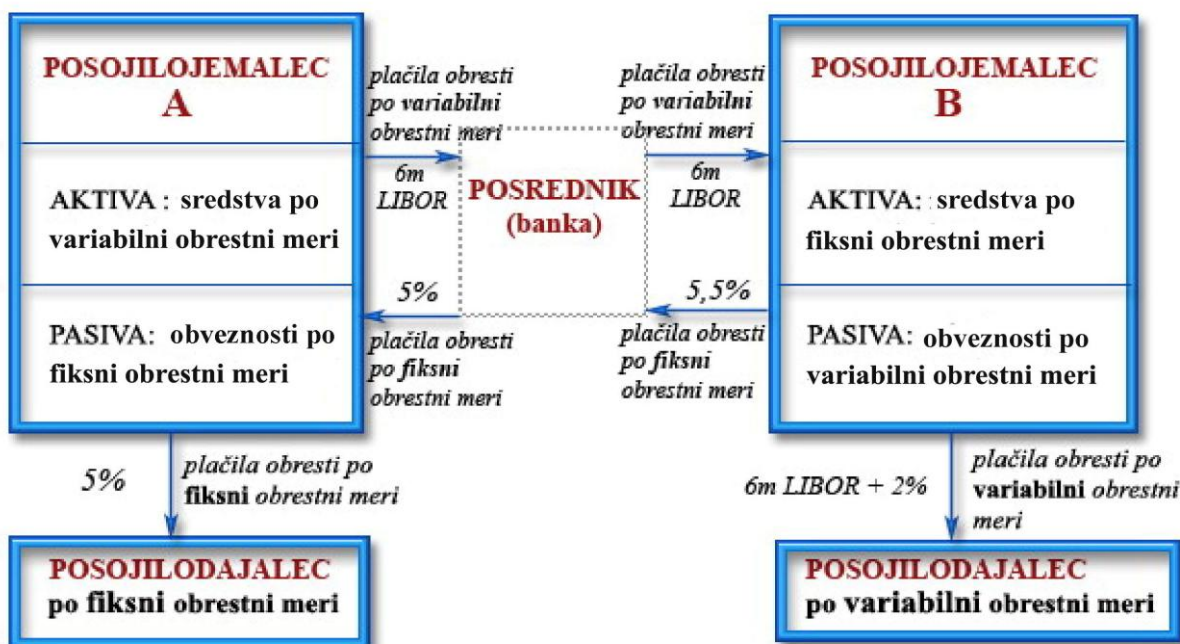 POSOJILOJEMALEC
A
AKTIVA : sredstva po
variabilni obrestni meri
PASIVA: obveznosti po
fiksni obrestni meri
plačila obresti
po variabilni
obrestni meri
6m
LIBOR
5%
plačila obresti
po fiksni
obrestni meri
POSREDNIK
(banka)
plačila obresti
po variabilni
obrestni meri
6m
LIBOR
5,5%
plačila obresti
po fiksni
obrestni meri
POSOJILOJEMALEC
B
AKTIVA: sredstva po
fiksni obrestni meri
PASIVA: obveznosti po
variabilni obrestni meri
5%
plačila obresti po
fiksni obrestni meri
POSOJILODAJALEC
po fiksni obrestni meri
6m LIBOR + 2%
plačila obresti po
variabilni obrestni
meri
POSOJILODAJALEC
po variabilni obrestni meri